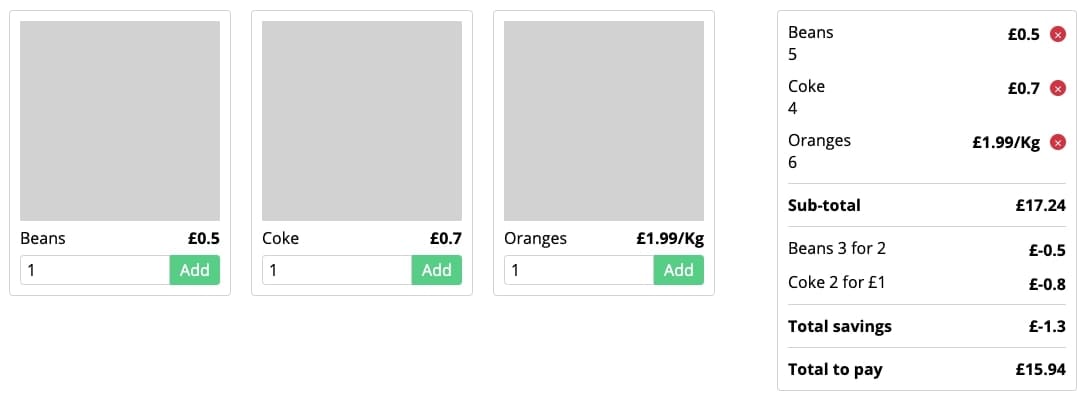 Beans £0.5
1 Add
Coke £0.7
1 Add
Oranges £1.99/Kg
1 Add
Beans £0.5
5
Coke £0.7
4
Oranges £1.99/Kg
6
Sub-total £17.24
Beans 3 for 2 £-0.5
Coke 2 for £1 £-0.8
Total savings £-1.3
Total to pay £15.94